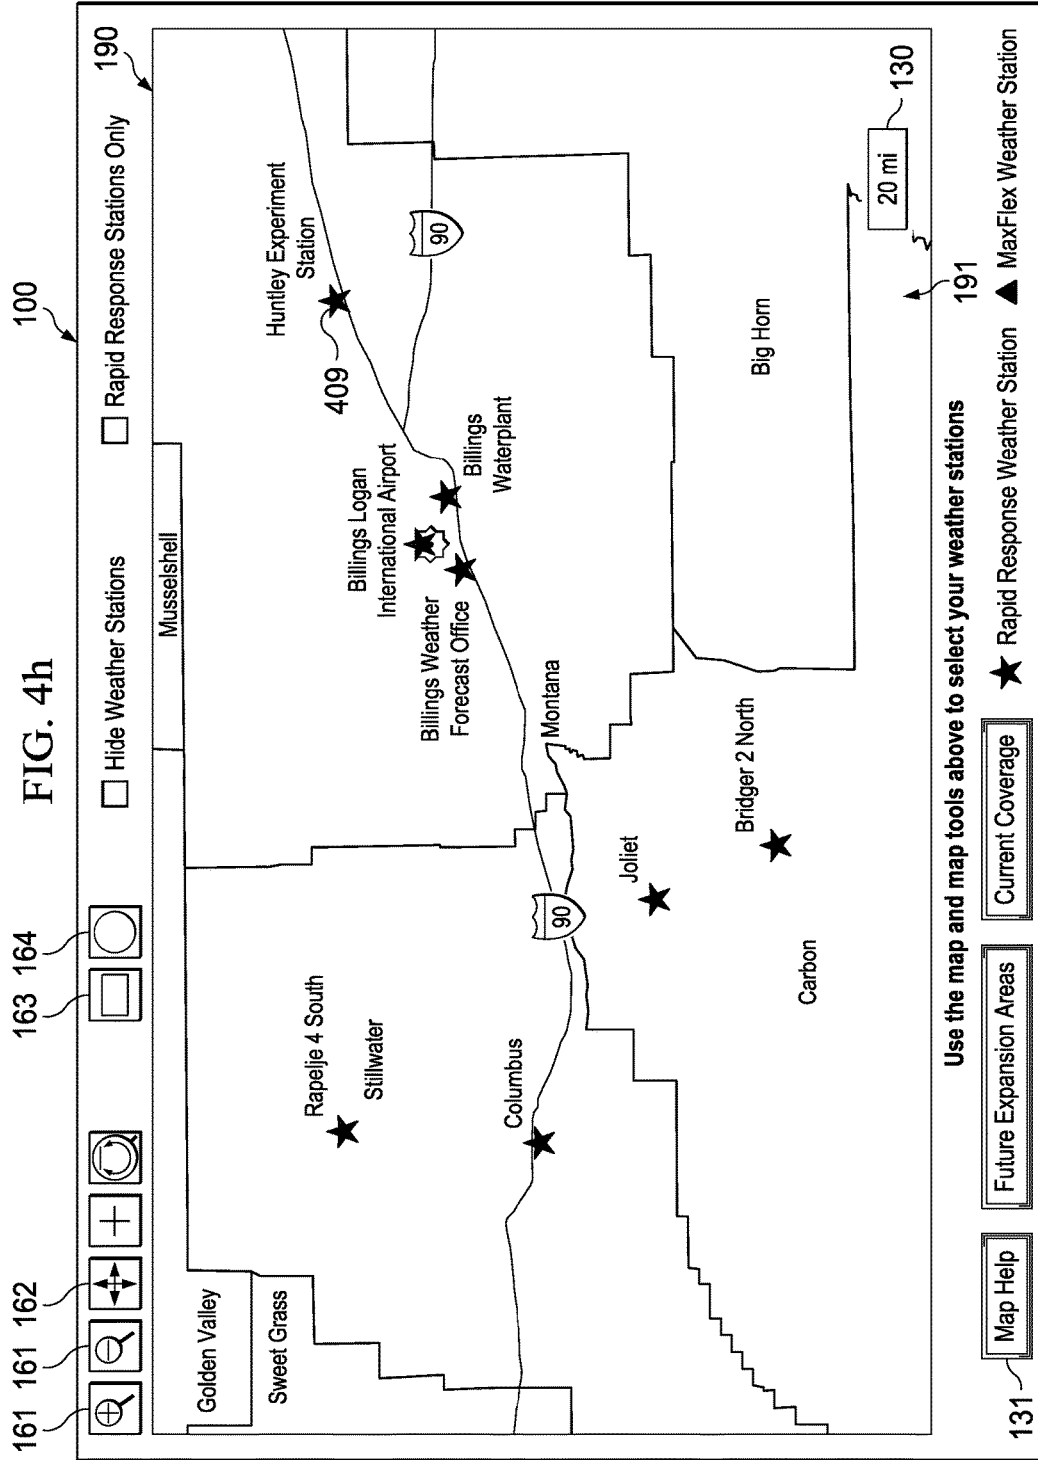 FIG. 4h
100
161
161
162
163
164
190
Hide Weather Stations
Rapid Response Stations Only
Musselshell
Golden Valley
Sweet Grass
Huntley Experiment
Station
409
Rapelje 4 South
Stillwater
Billings Logan
International Airport
90
Billings Weather
Forecast Office
Billings
Waterplant
Columbus
Montana
90
Joliet
Bridger 2 North
Big Horn
Carbon
20 mi
130
191
Use the map and map tools above to select your weather stations
131
Map Help
Future Expansion Areas
Current Coverage
Rapid Response Weather Station
MaxFlex Weather Station